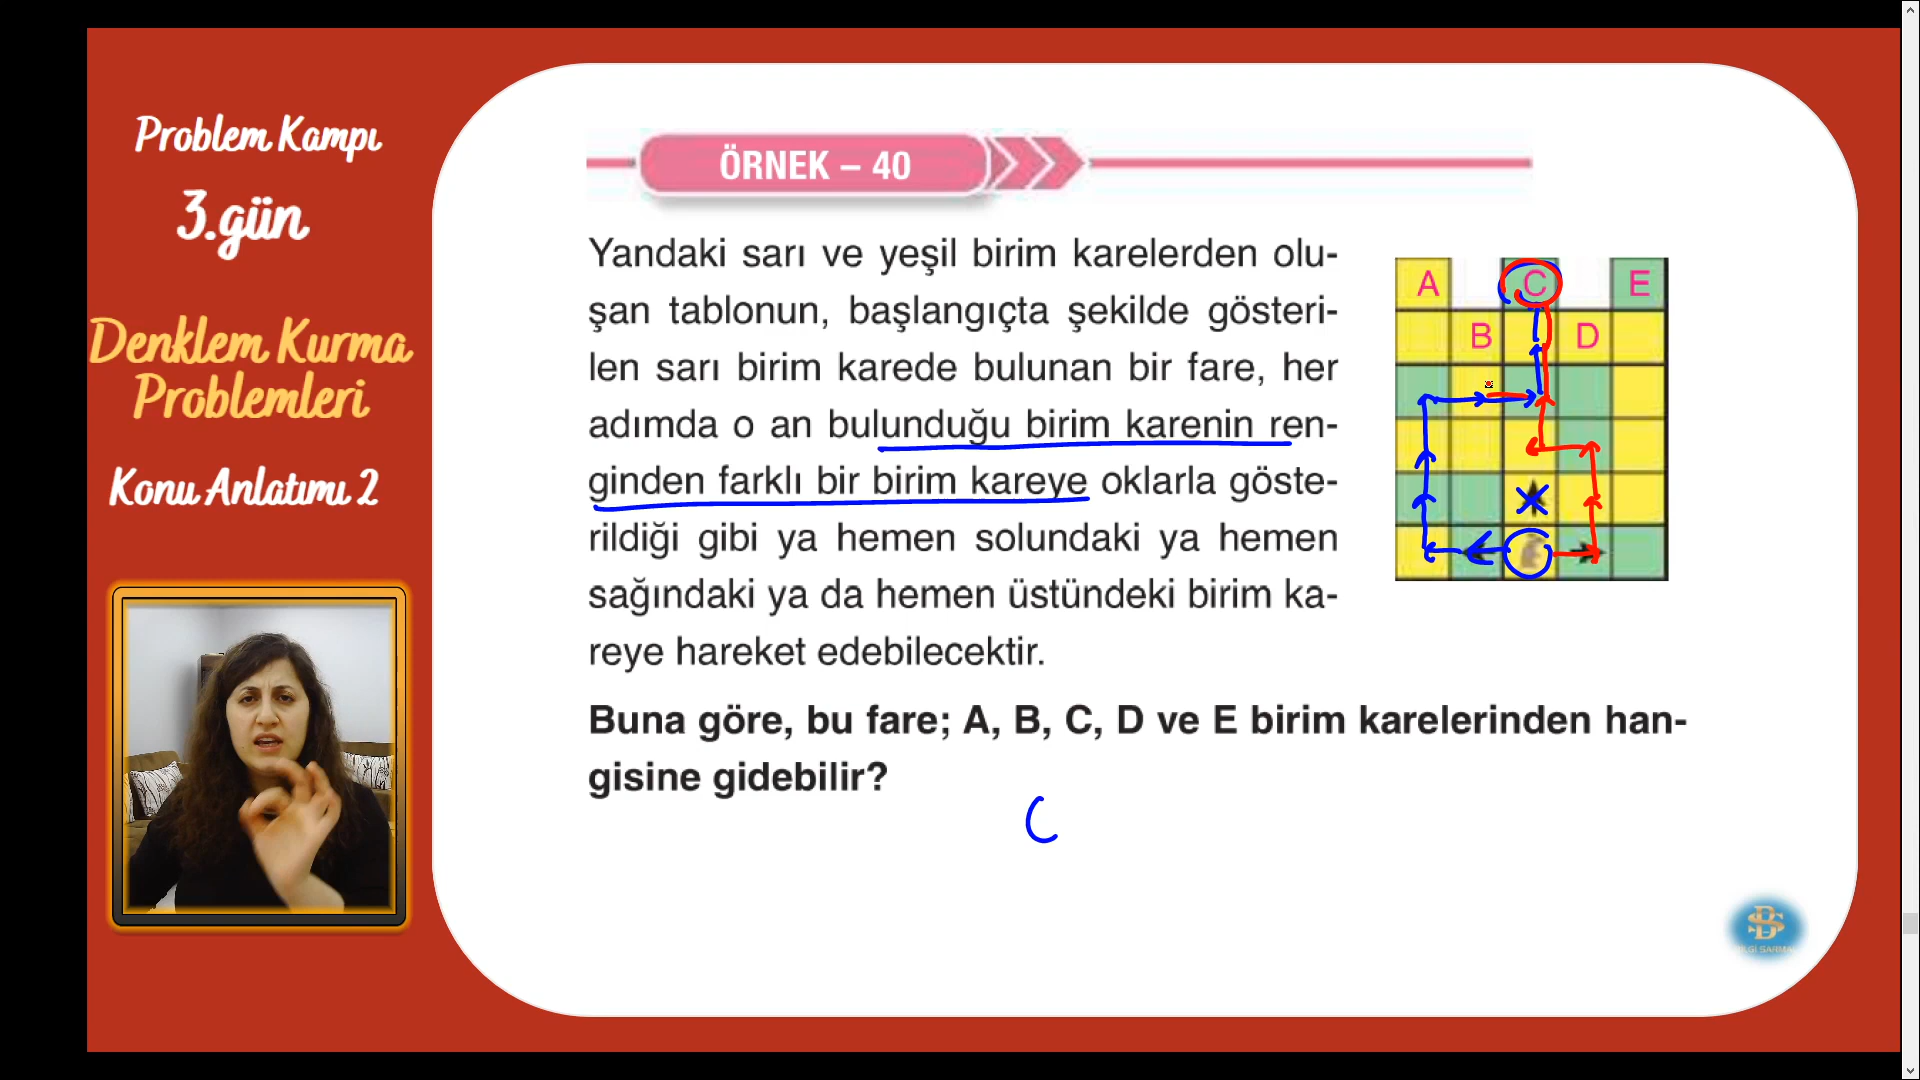 Problem Kampı
3.gün
Denklem Kurma
Problemleri
Konu Anlatımı 2
ÖRNEK – 40
Yandaki sarı ve yeşil birim karelerden olu-
şan tablonun, başlangıçta şekilde gösteri-
len sarı birim karede bulunan bir fare, her
adımda o an bulunduğu birim karenin ren-
ginden farklı bir birim kareye oklarla göste-
rildiği gibi ya hemen solundaki ya hemen
sağındaki ya da hemen üstündeki birim ka-
reye hareket edebilecektir.
Buna göre, bu fare; A, B, C, D ve E birim karelerinden han-
gisine gidebilir?
C
A C E
B D